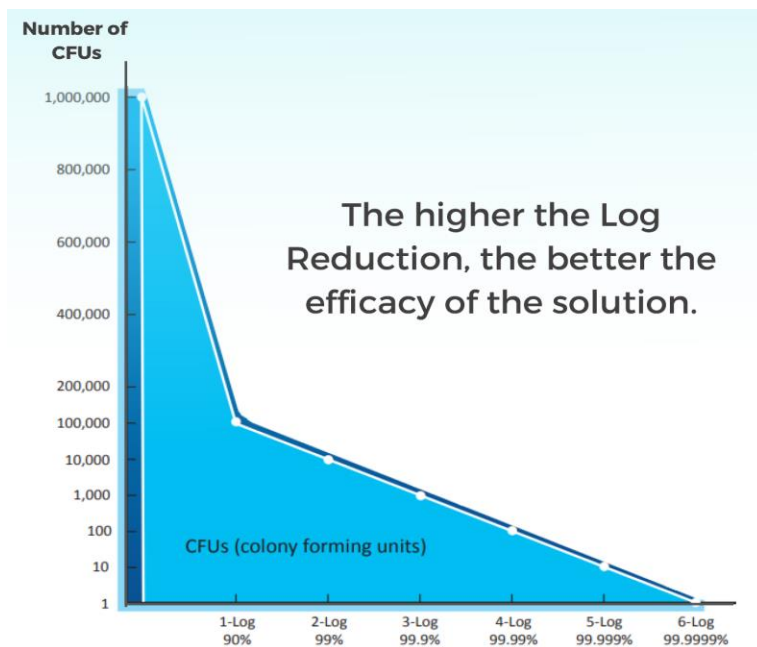 Number of
CFUs
1,000,000
800,000
600,000
400,000
200,000
100,000
10,000
1,000
100
10
1
The higher the Log
Reduction, the better the
efficacy of the solution.
CFUs (colony forming units)
1-Log 2-Log 3-Log 4-Log 5-Log 6-Log
90% 99% 99.9% 99.99% 99.999% 99.9999%